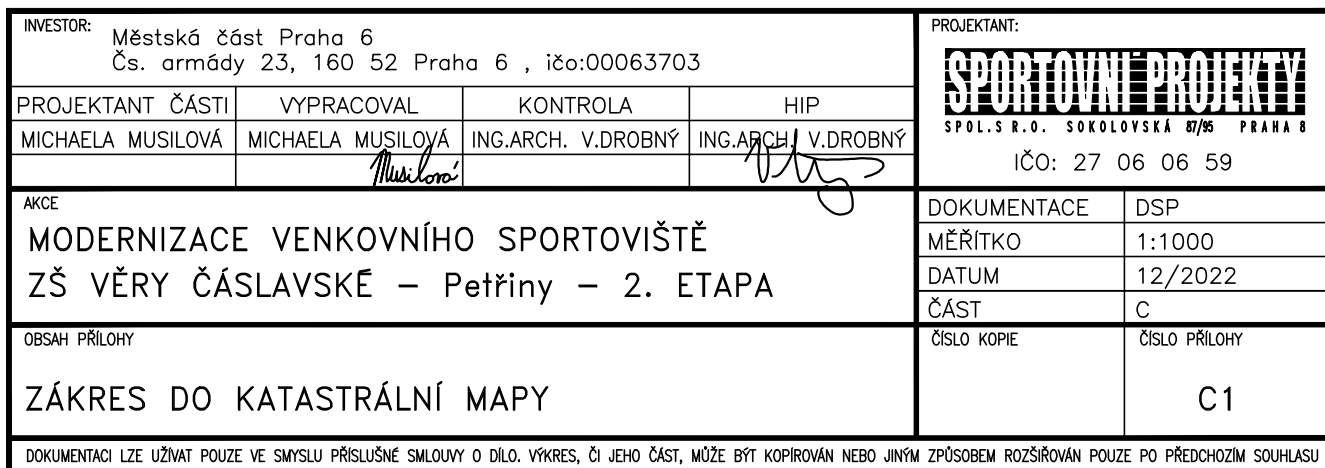 INVESTOR:
Městská část Praha 6
Čs. armády 23, 160 52 Praha 6 , ičo:00063703
PROJEKTANT ČÁSTI VYPRACOVAL KONTROLA HIP
MICHAELA MUSILOVÁ MICHAELA MUSILOVÁ ING.ARCH. V.DROBNÝ ING.ARCH. V.DROBNÝ
Musilová
PROJEKTANT:
SPORTOVNÍ PROJEKTY
SPOL.S R.O. SOKOLOVSKÁ 87/95 PRAHA 8
IČO: 27 06 06 59
AKCE
MODERNIZACE VENKOVNÍHO SPORTOVIŠTĚ
ZŠ VĚRY ČÁSLAVSKÉ – Petřiny – 2. ETAPA
DOKUMENTACE DSP
MĚŘÍTKO 1:1000
DATUM 12/2022
ČÁST C
OBSAH PŘÍLOHY
ZÁKRES DO KATASTRÁLNÍ MAPY
ČÍSLO KOPIE ČÍSLO PŘÍLOHY
C1
DOKUMENTACI LZE UŽÍVAT POUZE VE SMYSLU PŘÍSLUŠNÉ SMLOUVY O DÍLO. VÝKRES, ČI JEHO ČÁST, MŮŽE BÝT KOPÍROVÁN NEBO JINÝM ZPŮSOBEM ROZŠIŘOVÁN POUZE PO PŘEDCHOZÍM SOUHLASU